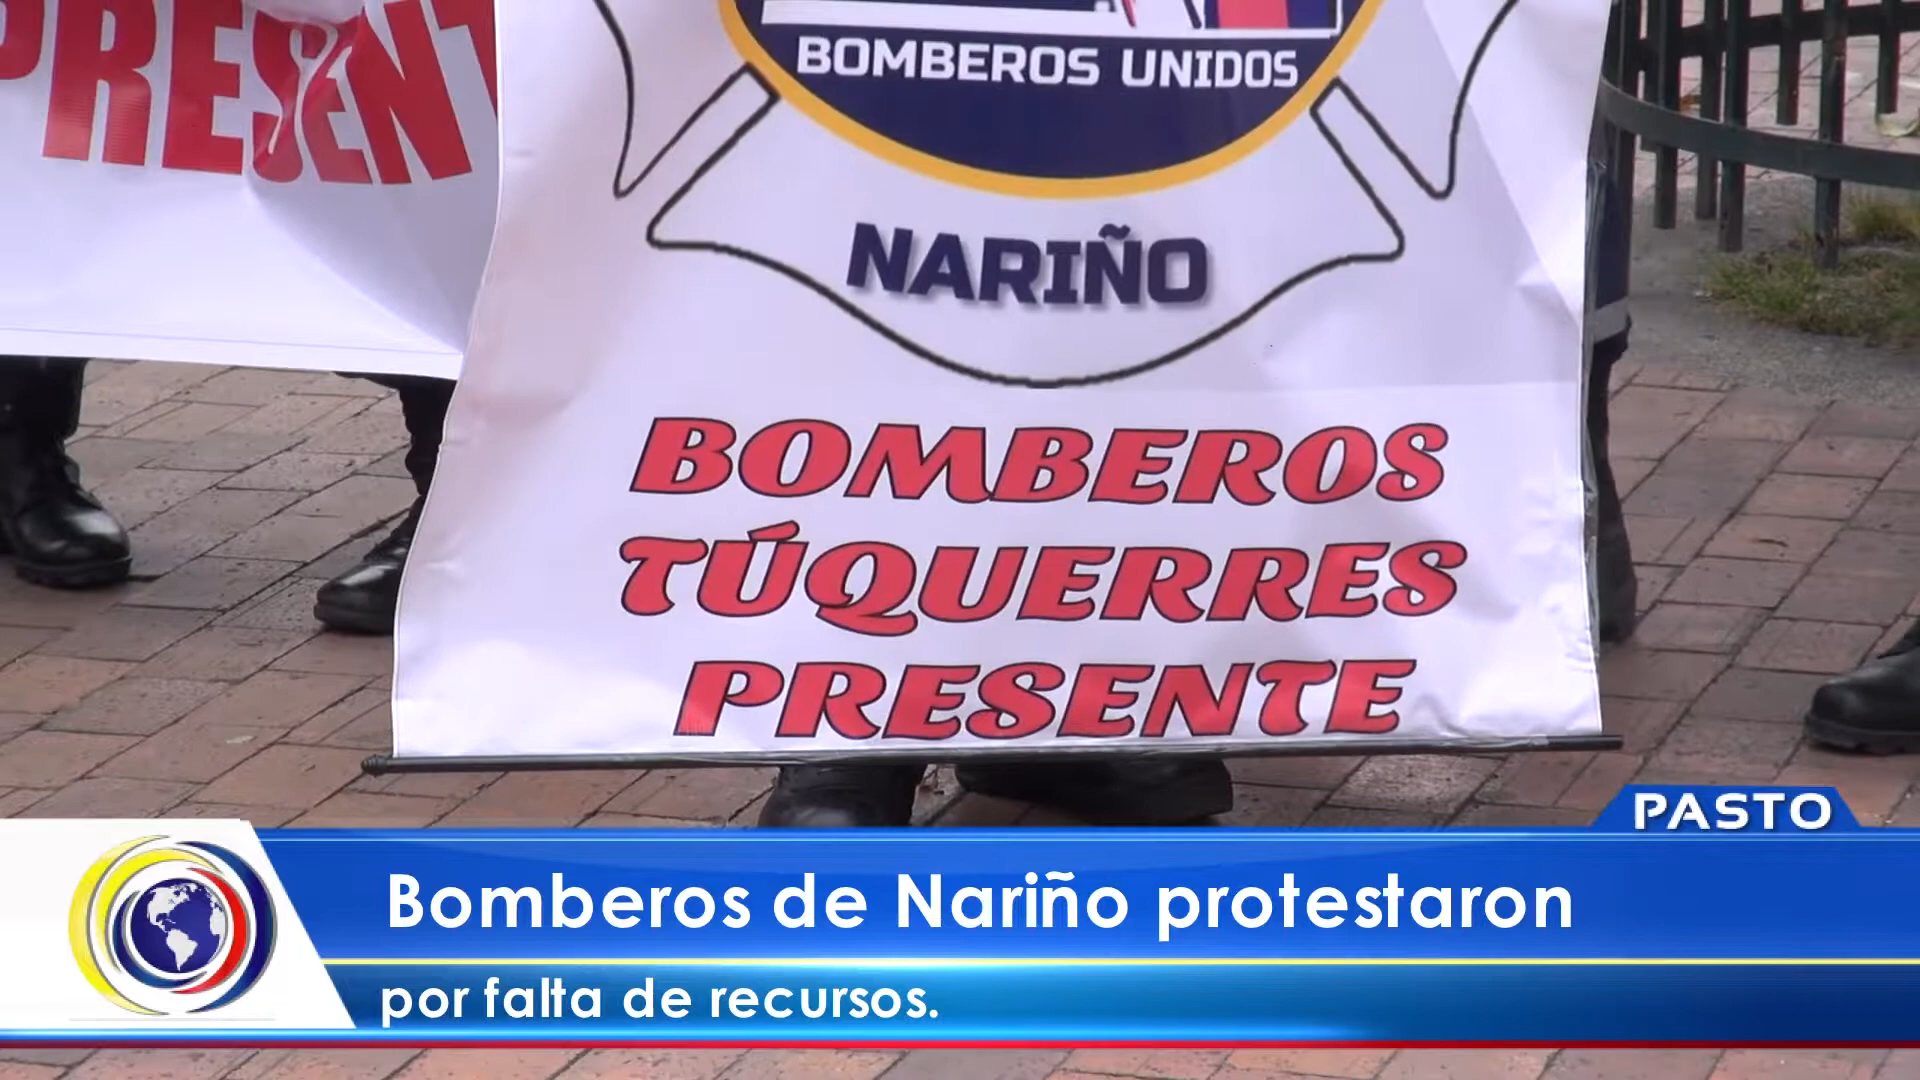 PRESENT
BOMBEROS UNIDOS
NARIÑO
BOMBEROS
TÚQUERRES
PRESENTE
PASTO
Bomberos de Nariño protestaron
por falta de recursos.